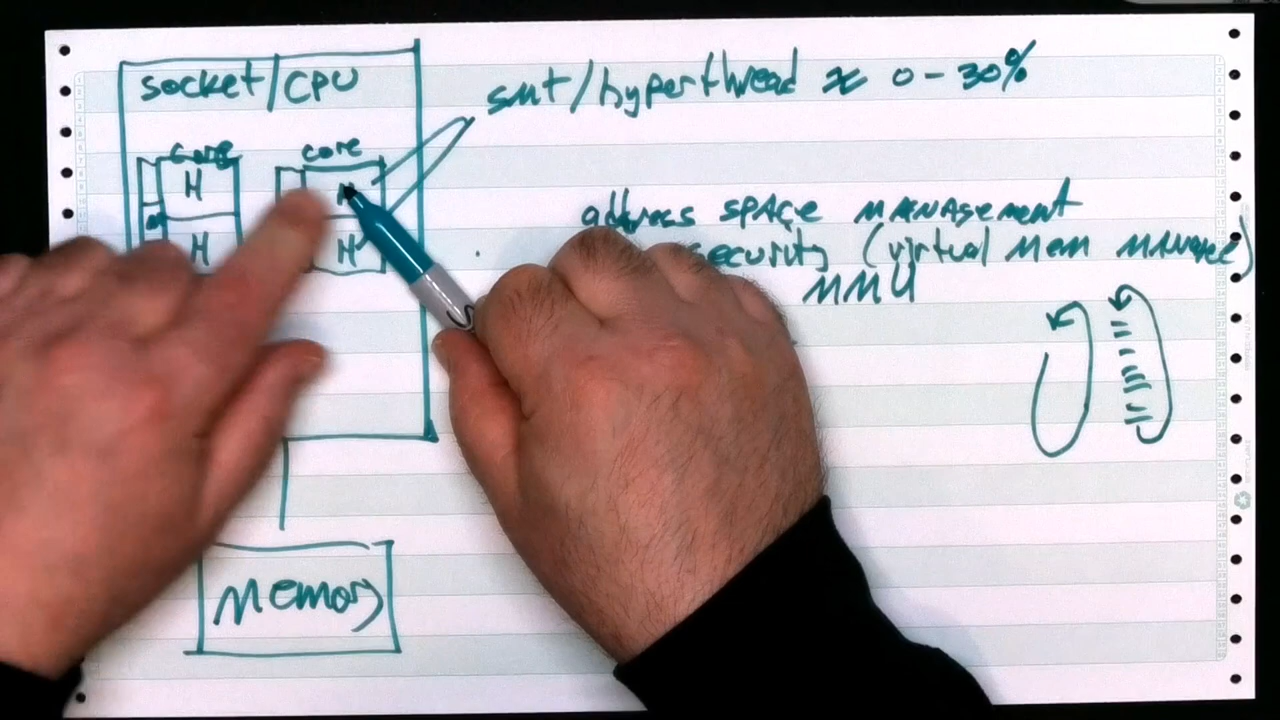 socket/CPU
smt/hyperthread ≈ 0-30%
core
core
H
H
H
address space management
security (virtual mem manager)
MMU
Memory